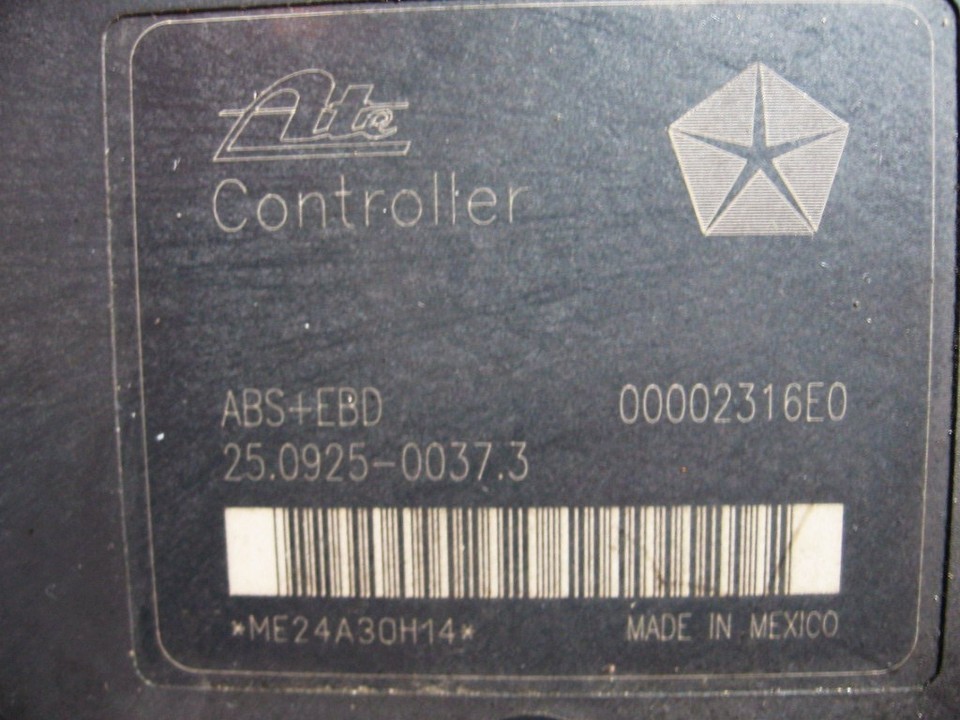 Ate
Controller
ABS+EBD
00002316E0
25.0925-0037.3
*ME24A30H14*
MADE IN MEXICO